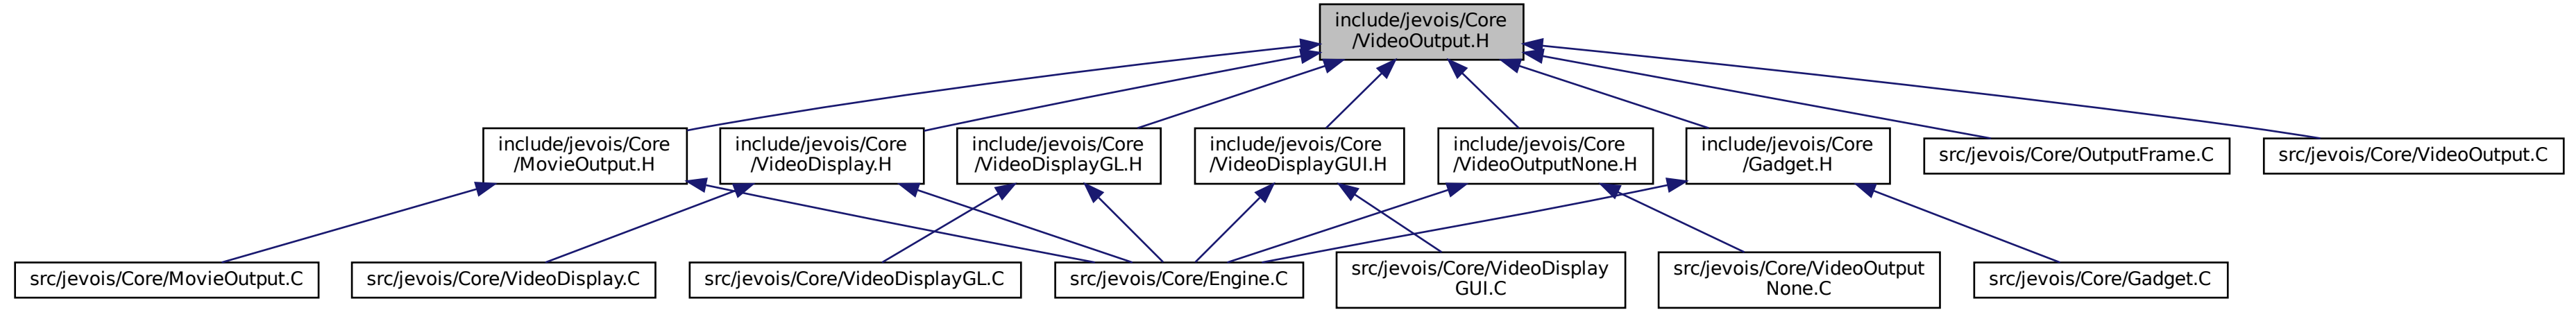 include/jevois/Core
/VideoOutput.H
include/jevois/Core
/MovieOutput.H
include/jevois/Core
/VideoDisplay.H
include/jevois/Core
/VideoDisplayGL.H
include/jevois/Core
/VideoDisplayGUI.H
include/jevois/Core
/VideoOutputNone.H
include/jevois/Core
/Gadget.H
src/jevois/Core/OutputFrame.C
src/jevois/Core/VideoOutput.C
src/jevois/Core/MovieOutput.C
src/jevois/Core/VideoDisplay.C
src/jevois/Core/VideoDisplayGL.C
src/jevois/Core/Engine.C
src/jevois/Core/VideoDisplay
GUI.C
src/jevois/Core/VideoOutput
None.C
src/jevois/Core/Gadget.C